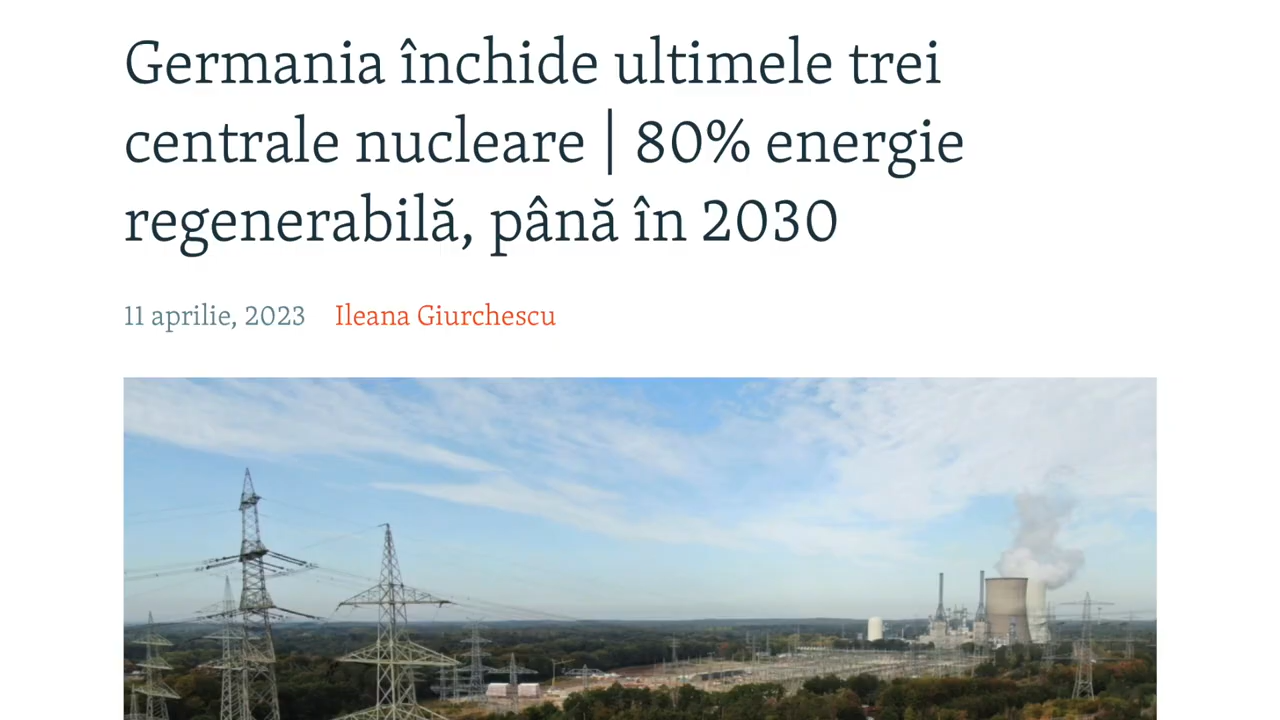 Germania închide ultimele trei
centrale nucleare | 80% energie
regenerabilă, până în 2030
11 aprilie, 2023 Ileana Giurchescu